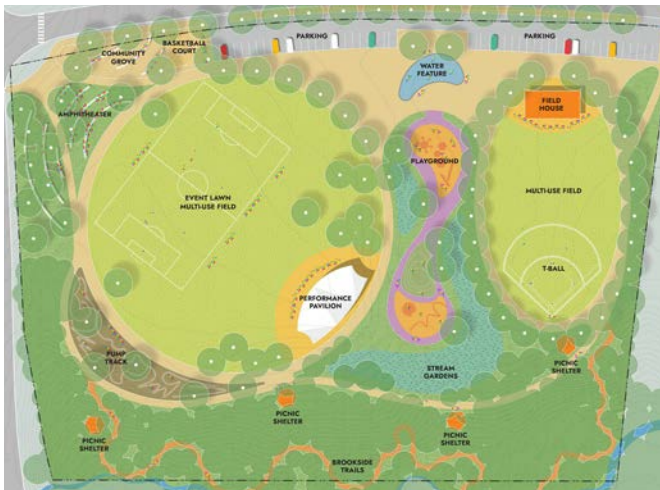 PARKING
PARKING
COMMUNITY
GROVE
BASKETBALL
COURT
WATER
FEATURE
AMPHITHEATER
FIELD
HOUSE
PLAYGROUND
EVENT LAWN
MULTI-USE FIELD
MULTI-USE FIELD
T-BALL
PERFORMANCE
PAVILION
PUMP
TRACK
STREAM
GARDENS
PICNIC
SHELTER
PICNIC
SHELTER
PICNIC
SHELTER
PICNIC
SHELTER
BROOKSIDE
TRAILS